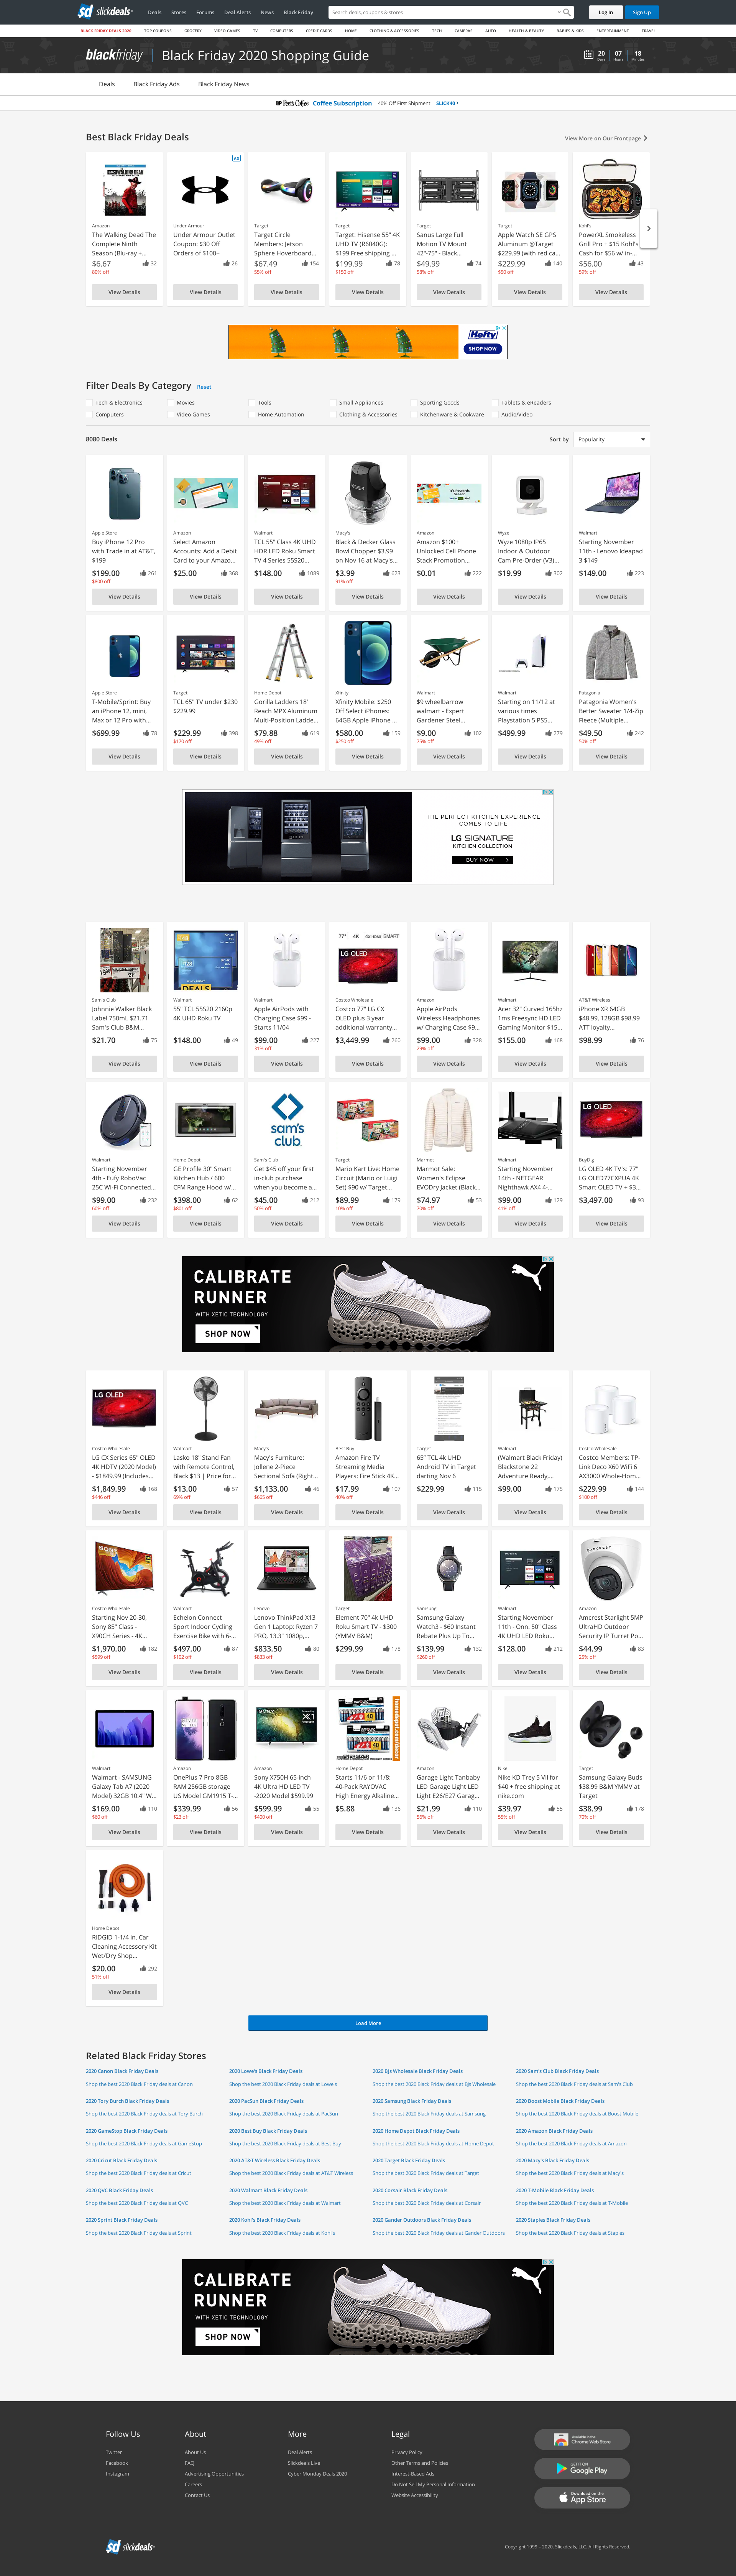 slickdeals
Deals Stores Forums Deal Alerts News Black Friday
Search deals, coupons & stores
Log In Sign Up
BLACK FRIDAY DEALS 2020 TOP COUPONS GROCERY VIDEO GAMES TV COMPUTERS CREDIT CARDS HOME CLOTHING & ACCESSORIES TECH CAMERAS AUTO HEALTH & BEAUTY BABIES & KIDS ENTERTAINMENT TRAVEL
blackfriday Black Friday 2020 Shopping Guide
20 07 18
Days Hours Minutes
Deals Black Friday Ads Black Friday News
Peet's Coffee Coffee Subscription 40% Off First Shipment SLICK40
Best Black Friday Deals
View More on Our Frontpage
Ad
Amazon
The Walking Dead The
Complete Ninth
Season (Blu-ray +...
$6.67 32
80% off
View Details
Under Armour
Under Armour Outlet
Coupon: $30 Off
Orders of $100+
26
View Details
Target
Target Circle
Members: Jetson
Sphere Hoverboard...
$67.49 154
55% off
View Details
Target
Target: Hisense 55" 4K
UHD TV (R6040G):
$199 Free shipping ...
$199.99 78
$150 off
View Details
Target
Sanus Large Full
Motion TV Mount
42"-75" - Black...
$49.99 74
58% off
View Details
Target
Apple Watch SE GPS
Aluminum @Target
$229.99 (with red ca...
$229.99 140
$50 off
View Details
Kohl's
PowerXL Smokeless
Grill Pro + $15 Kohl's
Cash for $56 w/ in-...
$56.00 43
59% off
View Details
Hefty
SHOP NOW
Filter Deals By Category Reset
Tech & Electronics Movies Tools Small Appliances Sporting Goods Tablets & eReaders
Computers Video Games Home Automation Clothing & Accessories Kitchenware & Cookware Audio/Video
8080 Deals
Sort by Popularity
Apple Store
Buy iPhone 12 Pro
with Trade in at AT&T,
$199
$199.00 261
$800 off
View Details
Amazon
Select Amazon
Accounts: Add a Debit
Card to your Amazo...
$25.00 368
View Details
Walmart
TCL 55" Class 4K UHD
HDR LED Roku Smart
TV 4 Series 55S20...
$148.00 1089
View Details
Macy's
Black & Decker Glass
Bowl Chopper $3.99
on Nov 16 at Macy's...
$3.99 623
91% off
View Details
Amazon
Amazon $100+
Unlocked Cell Phone
Stack Promotion...
$0.01 222
View Details
Wyze
Wyze 1080p IP65
Indoor & Outdoor
Cam Pre-Order (V3)...
$19.99 302
View Details
Walmart
Starting November
11th - Lenovo Ideapad
3 $149
$149.00 223
View Details
Apple Store
T-Mobile/Sprint: Buy
an iPhone 12, mini,
Max or 12 Pro with...
$699.99 78
View Details
Target
TCL 65" TV under $230
$229.99
$229.99 398
$170 off
View Details
Home Depot
Gorilla Ladders 18'
Reach MPX Aluminum
Multi-Position Ladde...
$79.88 619
49% off
View Details
Xfinity
Xfinity Mobile: $250
Off Select iPhones:
64GB Apple iPhone ...
$580.00 159
$250 off
View Details
Walmart
$9 wheelbarrow
walmart - Expert
Gardener Steel...
$9.00 102
75% off
View Details
Walmart
Starting on 11/12 at
various times
Playstation 5 PS5...
$499.99 279
View Details
Patagonia
Patagonia Women's
Better Sweater 1/4-Zip
Fleece (Multiple...
$49.50 242
50% off
View Details
THE PERFECT KITCHEN EXPERIENCE
COMES TO LIFE
LG SIGNATURE
KITCHEN COLLECTION
BUY NOW
Sam's Club
Johnnie Walker Black
Label 750mL $21.71
Sam's Club B&M...
$21.70 75
View Details
Walmart
55" TCL 55S20 2160p
4K UHD Roku TV
$148.00 49
View Details
Walmart
Apple AirPods with
Charging Case $99 -
Starts 11/04
$99.00 227
31% off
View Details
77" 4K SMART
LG OLED
Costco Wholesale
Costco 77" LG CX
OLED plus 3 year
additional warranty...
$3,449.99 260
View Details
Amazon
Apple AirPods
Wireless Headphones
w/ Charging Case $9...
$99.00 328
29% off
View Details
Walmart
Acer 32" Curved 165hz
1ms Freesync HD LED
Gaming Monitor $15...
$155.00 168
View Details
AT&T Wireless
iPhone XR 64GB
$48.99, 128GB $98.99
ATT loyalty...
$98.99 76
View Details
Walmart
Starting November
4th - Eufy RoboVac
25C Wi-Fi Connected...
$99.00 232
60% off
View Details
Home Depot
GE Profile 30" Smart
Kitchen Hub / 600
CFM-Range Hood w/...
$398.00 62
$801 off
View Details
sam's club
Sam's Club
Get $45 off your first
in-club purchase
when you become a...
$45.00 212
50% off
View Details
Target
Mario Kart Live: Home
Circuit (Mario or Luigi
Set) $90 w/ Target...
$89.99 179
10% off
View Details
Marmot
Marmot Sale:
Women's Eclipse
EVODry Jacket (Black...
$74.97 53
70% off
View Details
Walmart
Starting November
14th - NETGEAR
Nighthawk AX4 4-...
$99.00 129
41% off
View Details
LG OLED
BuyDig
LG OLED 4K TV's: 77"
LG OLED77CXPUA 4K
Smart OLED TV + $3...
$3,497.00 93
View Details
CALIBRATE
RUNNER
WITH XETIC TECHNOLOGY
SHOP NOW
LG OLED
Costco Wholesale
LG CX Series 65" OLED
4K HDTV (2020 Model)
- $1849.99 (Includes...
$1,849.99 168
$446 off
View Details
Walmart
Lasko 18" Stand Fan
with Remote Control,
Black $13 | Price for...
$13.00 57
69% off
View Details
Macy's
Macy's Furniture:
Jollene 2-Piece
Sectional Sofa (Right...
$1,133.00 46
$665 off
View Details
Best Buy
Amazon Fire TV
Streaming Media
Players: Fire Stick 4K...
$17.99 107
40% off
View Details
Target
65" TCL 4k UHD
Android TV in Target
darting Nov 6
$229.99 115
View Details
Walmart
(Walmart Black Friday)
Blackstone 22
Adventure Ready,...
$99.00 175
View Details
Costco Wholesale
Costco Members: TP-
Link Deco X60 WiFi 6
AX3000 Whole-Hom...
$229.99 144
$100 off
View Details
SONY
Costco Wholesale
Starting Nov 20-30,
Sony 85" Class -
X90CH Series - 4K...
$1,970.00 182
$599 off
View Details
Walmart
Echelon Connect
Sport Indoor Cycling
Exercise Bike with 6-...
$497.00 87
$102 off
View Details
Lenovo
Lenovo ThinkPad X13
Gen 1 Laptop: Ryzen 7
PRO, 13.3" 1080p,...
$833.50 80
$833 off
View Details
Target
Element 70" 4k UHD
Roku Smart TV - $300
(YMMV B&M)
$299.99 178
View Details
Samsung
Samsung Galaxy
Watch3 - $60 Instant
Rebate Plus Up To...
$139.99 132
$260 off
View Details
Walmart
Starting November
11th - Onn. 50" Class
4K UHD LED Roku...
$128.00 212
View Details
Amazon
Amcrest Starlight 5MP
UltraHD Outdoor
Security IP Turret Po...
$44.99 83
25% off
View Details
Walmart
Walmart - SAMSUNG
Galaxy Tab A7 (2020
Model) 32GB 10.4" W...
$169.00 110
$60 off
View Details
Amazon
OnePlus 7 Pro 8GB
RAM 256GB storage
US Model GM1915 T-...
$339.99 56
$23 off
View Details
SONY X1
Amazon
Sony X750H 65-inch
4K Ultra HD LED TV
-2020 Model $599.99
$599.99 55
$400 off
View Details
Home Depot
Starts 11/6 or 11/8:
40-Pack RAYOVAC
High Energy Alkaline...
$5.88 136
View Details
Amazon
Garage Light Tanbaby
LED Garage Light LED
Light E26/E27 Garag...
$21.99 110
56% off
View Details
Nike
Nike KD Trey 5 VII for
$40 + free shipping at
nike.com
$39.97 55
55% off
View Details
Target
Samsung Galaxy Buds
$38.99 B&M YMMV at
Target
$38.99 178
70% off
View Details
Home Depot
RIDGID 1-1/4 in. Car
Cleaning Accessory Kit
Wet/Dry Shop...
$20.00 292
51% off
View Details
Load More
Related Black Friday Stores
2020 Canon Black Friday Deals 2020 Lowe's Black Friday Deals 2020 BJs Wholesale Black Friday Deals 2020 Sam's Club Black Friday Deals
Shop the best 2020 Black Friday deals at Canon Shop the best 2020 Black Friday deals at Lowe's Shop the best 2020 Black Friday deals at BJs Wholesale Shop the best 2020 Black Friday deals at Sam's Club
2020 Tory Burch Black Friday Deals 2020 PacSun Black Friday Deals 2020 Samsung Black Friday Deals 2020 Boost Mobile Black Friday Deals
Shop the best 2020 Black Friday deals at Tory Burch Shop the best 2020 Black Friday deals at PacSun Shop the best 2020 Black Friday deals at Samsung Shop the best 2020 Black Friday deals at Boost Mobile
2020 GameStop Black Friday Deals 2020 Best Buy Black Friday Deals 2020 Home Depot Black Friday Deals 2020 Amazon Black Friday Deals
Shop the best 2020 Black Friday deals at GameStop Shop the best 2020 Black Friday deals at Best Buy Shop the best 2020 Black Friday deals at Home Depot Shop the best 2020 Black Friday deals at Amazon
2020 Cricut Black Friday Deals 2020 AT&T Wireless Black Friday Deals 2020 Target Black Friday Deals 2020 Macy's Black Friday Deals
Shop the best 2020 Black Friday deals at Cricut Shop the best 2020 Black Friday deals at AT&T Wireless Shop the best 2020 Black Friday deals at Target Shop the best 2020 Black Friday deals at Macy's
2020 QVC Black Friday Deals 2020 Walmart Black Friday Deals 2020 Corsair Black Friday Deals 2020 T-Mobile Black Friday Deals
Shop the best 2020 Black Friday deals at QVC Shop the best 2020 Black Friday deals at Walmart Shop the best 2020 Black Friday deals at Corsair Shop the best 2020 Black Friday deals at T-Mobile
2020 Sprint Black Friday Deals 2020 Kohl's Black Friday Deals 2020 Gander Outdoors Black Friday Deals 2020 Staples Black Friday Deals
Shop the best 2020 Black Friday deals at Sprint Shop the best 2020 Black Friday deals at Kohl's Shop the best 2020 Black Friday deals at Gander Outdoors Shop the best 2020 Black Friday deals at Staples
CALIBRATE
RUNNER
WITH XETIC TECHNOLOGY
SHOP NOW
Follow Us
Twitter
Facebook
Instagram
About
About Us
FAQ
Advertising Opportunities
Careers
Contact Us
More
Deal Alerts
Slickdeals Live
Cyber Monday Deals 2020
Legal
Privacy Policy
Other Terms and Policies
Interest-Based Ads
Do Not Sell My Personal Information
Website Accessibility
Available in the
Chrome Web Store
GET IT ON
Google Play
Download on the
App Store
slickdeals
Copyright 1999 - 2020. Slickdeals, LLC. All Rights Reserved.